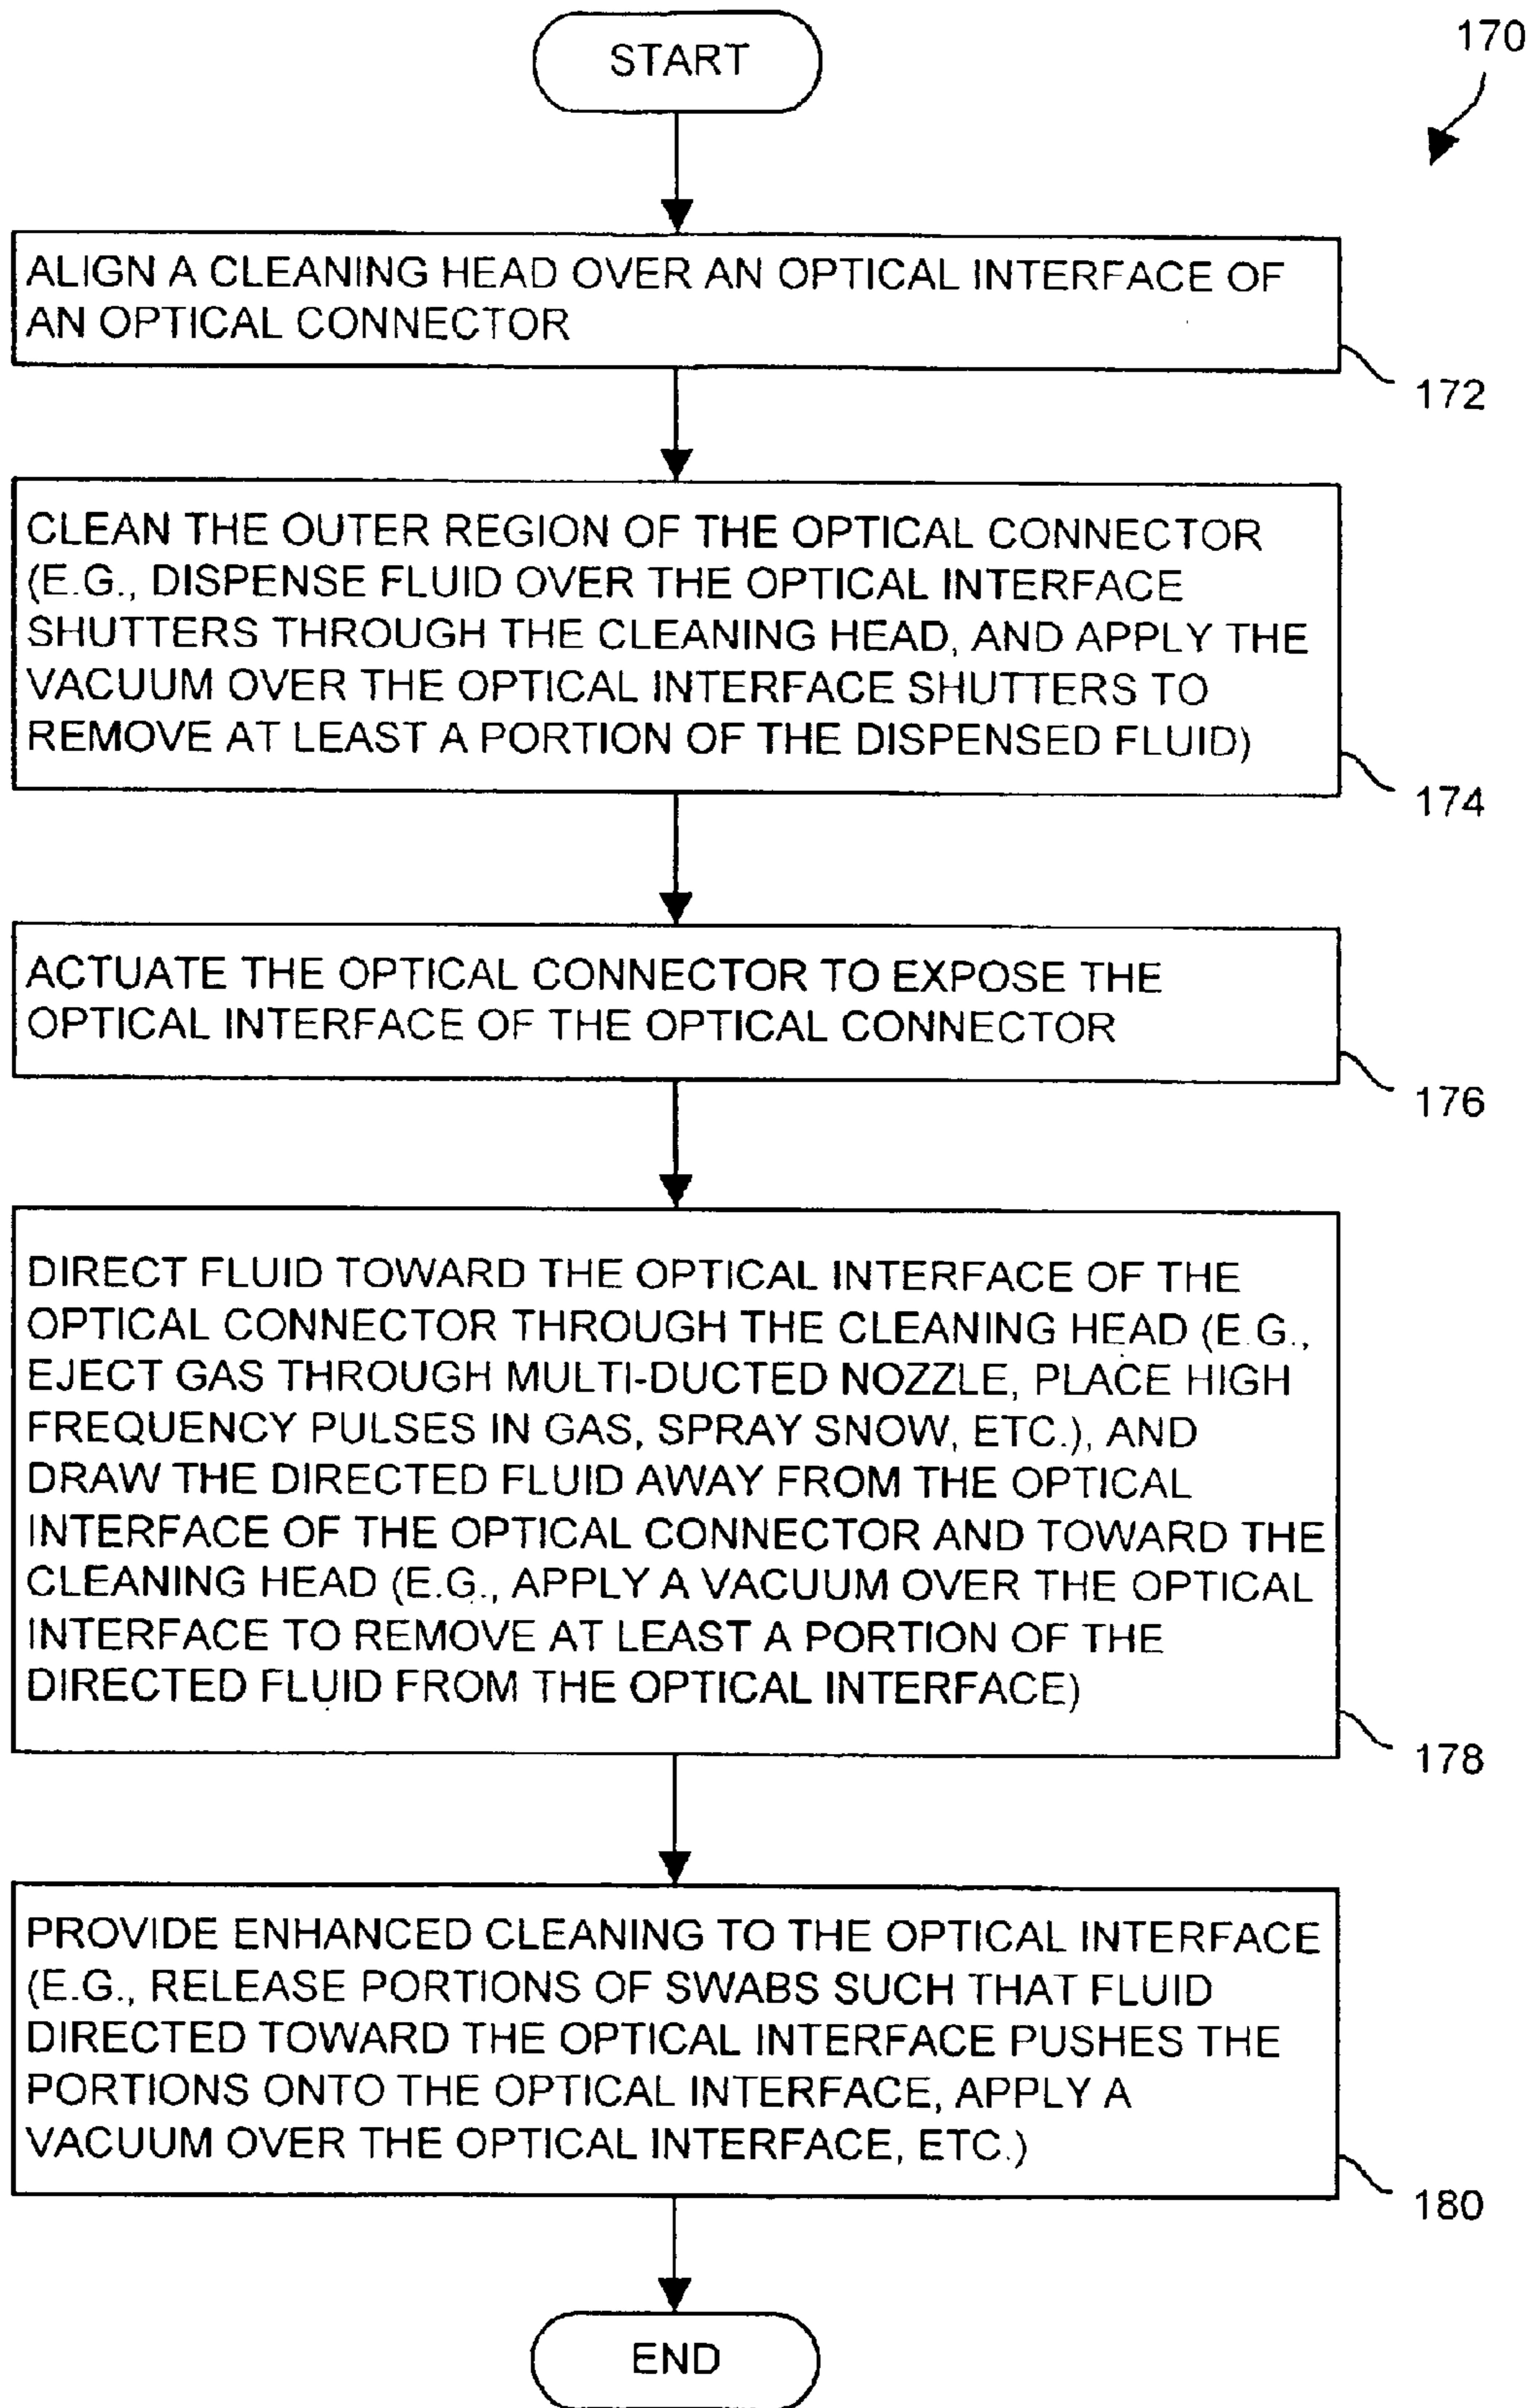 START
170
ALIGN A CLEANING HEAD OVER AN OPTICAL INTERFACE OF
AN OPTICAL CONNECTOR
172
CLEAN THE OUTER REGION OF THE OPTICAL CONNECTOR
(E.G., DISPENSE FLUID OVER THE OPTICAL INTERFACE
SHUTTERS THROUGH THE CLEANING HEAD, AND APPLY THE
VACUUM OVER THE OPTICAL INTERFACE SHUTTERS TO
REMOVE AT LEAST A PORTION OF THE DISPENSED FLUID)
174
ACTUATE THE OPTICAL CONNECTOR TO EXPOSE THE
OPTICAL INTERFACE OF THE OPTICAL CONNECTOR
176
DIRECT FLUID TOWARD THE OPTICAL INTERFACE OF THE
OPTICAL CONNECTOR THROUGH THE CLEANING HEAD (E.G.,
EJECT GAS THROUGH MULTI-DUCTED NOZZLE, PLACE HIGH
FREQUENCY PULSES IN GAS, SPRAY SNOW, ETC.), AND
DRAW THE DIRECTED FLUID AWAY FROM THE OPTICAL
INTERFACE OF THE OPTICAL CONNECTOR AND TOWARD THE
CLEANING HEAD (E.G., APPLY A VACUUM OVER THE OPTICAL
INTERFACE TO REMOVE AT LEAST A PORTION OF THE
DIRECTED FLUID FROM THE OPTICAL INTERFACE)
178
PROVIDE ENHANCED CLEANING TO THE OPTICAL INTERFACE
(E.G., RELEASE PORTIONS OF SWABS SUCH THAT FLUID
DIRECTED TOWARD THE OPTICAL INTERFACE PUSHES THE
PORTIONS ONTO THE OPTICAL INTERFACE, APPLY A
VACUUM OVER THE OPTICAL INTERFACE, ETC.)
180
END